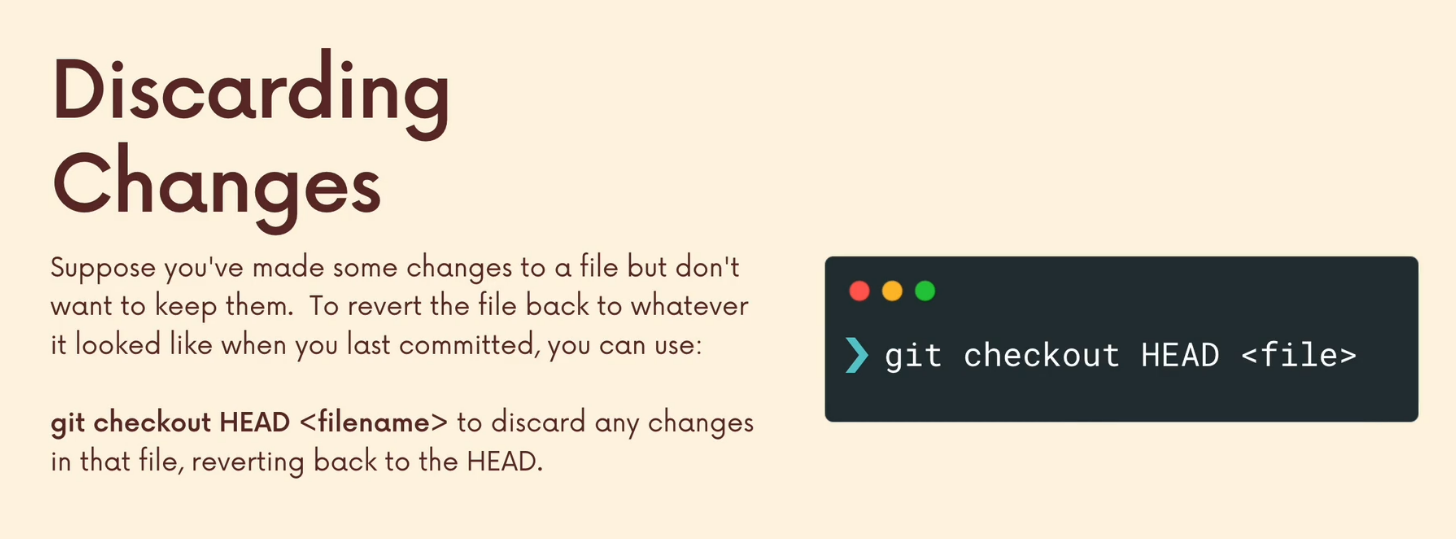 Discarding
Changes
Suppose you've made some changes to a file but don't
want to keep them.  To revert the file back to whatever
it looked like when you last committed, you can use:
git checkout HEAD <filename> to discard any changes
in that file, reverting back to the HEAD.
❯ git checkout HEAD <file>